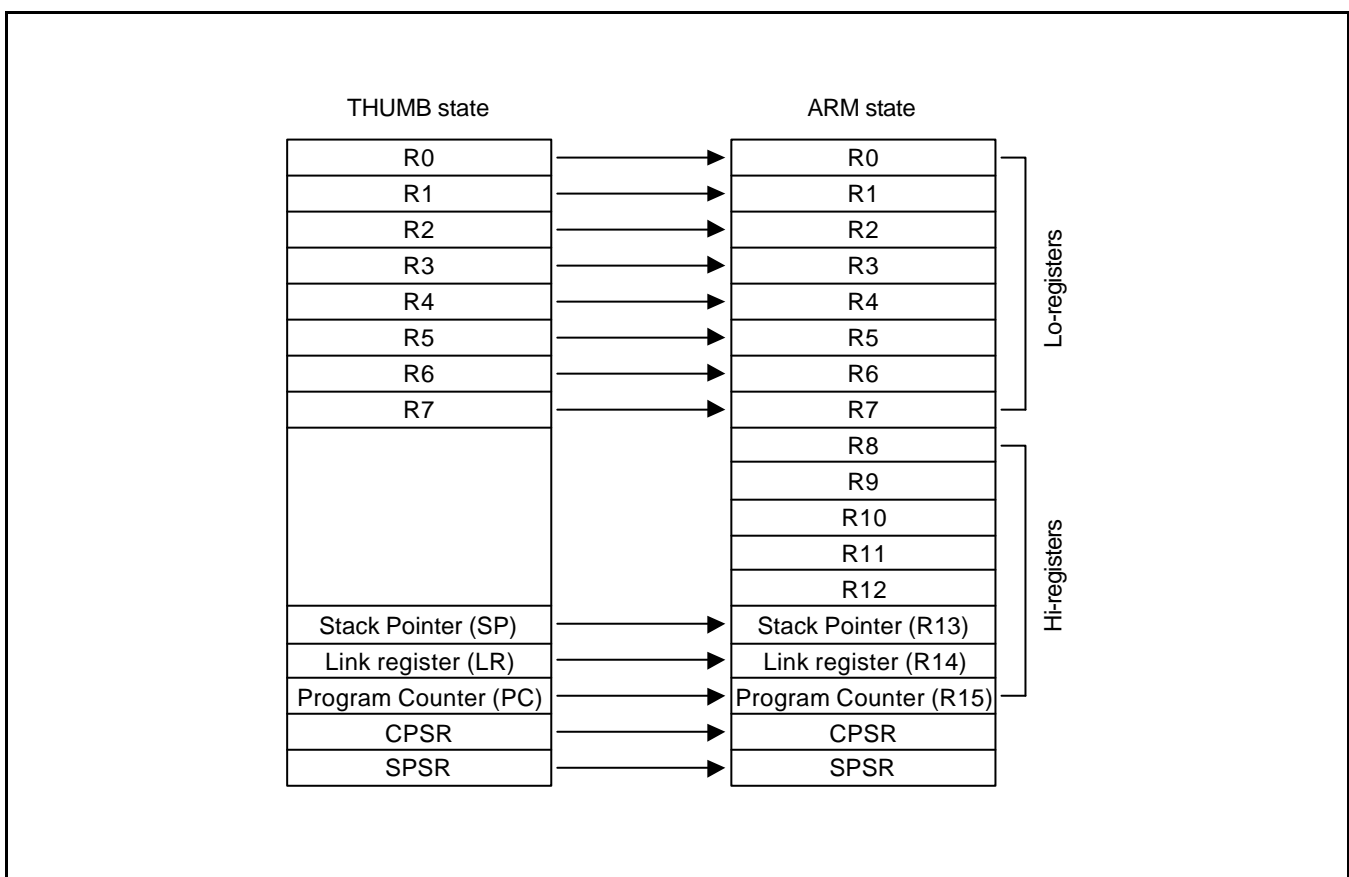 THUMB state
ARM state
R0
R0
R1
R1
R2
R2
R3
R3
R4
R4
R5
R5
R6
R6
R7
R7
R8
R9
R10
R11
R12
Stack Pointer (SP)
Stack Pointer (R13)
Link register (LR)
Link register (R14)
Program Counter (PC)
Program Counter (R15)
CPSR
CPSR
SPSR
SPSR
Lo-registers
Hi-registers